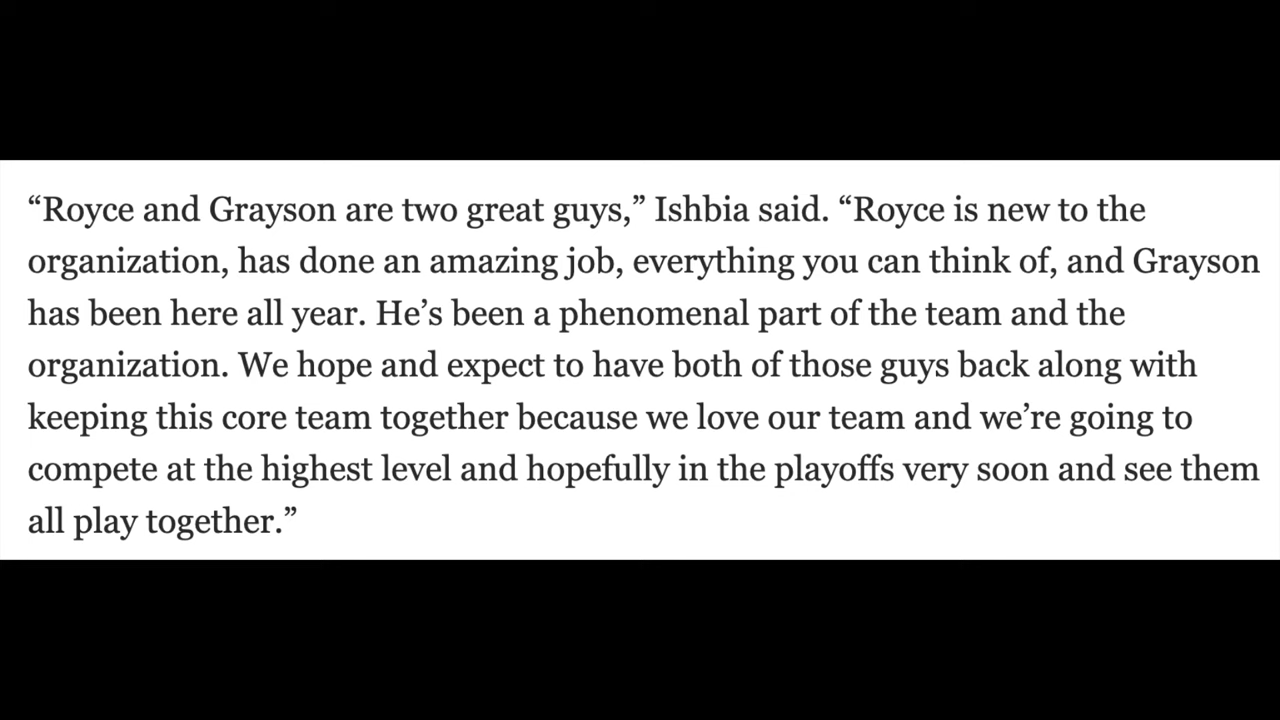 “Royce and Grayson are two great guys,” Ishbia said. “Royce is new to the
organization, has done an amazing job, everything you can think of, and Grayson
has been here all year. He’s been a phenomenal part of the team and the
organization. We hope and expect to have both of those guys back along with
keeping this core team together because we love our team and we’re going to
compete at the highest level and hopefully in the playoffs very soon and see them
all play together.”